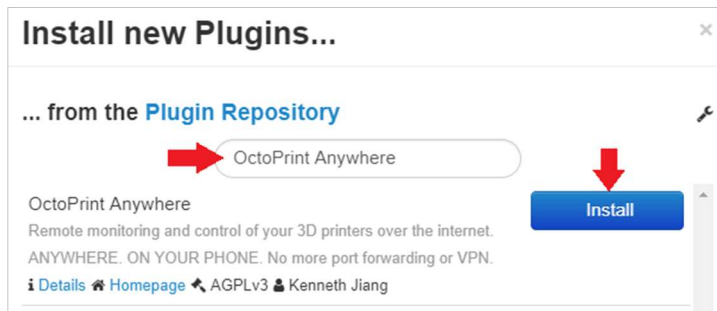 Install new Plugins...
... from the Plugin Repository
OctoPrint Anywhere
OctoPrint Anywhere
Install
Remote monitoring and control of your 3D printers over the internet.
ANYWHERE. ON YOUR PHONE. No more port forwarding or VPN.
Details Homepage AGPLv3 Kenneth Jiang